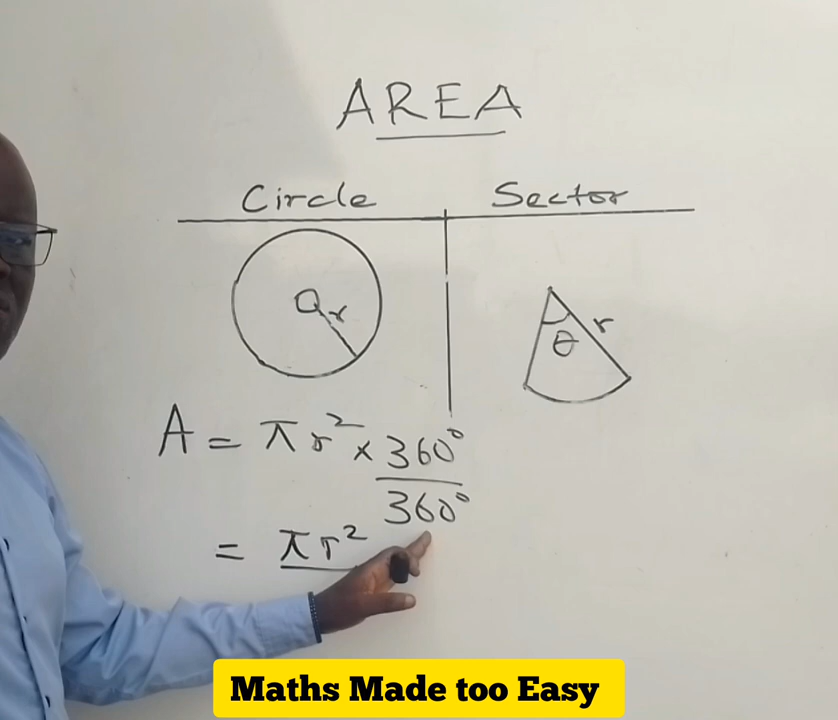 AREA
Circle Sector
r
θ r
A = πr² × 360°/360°
= πr²
Maths Made too Easy